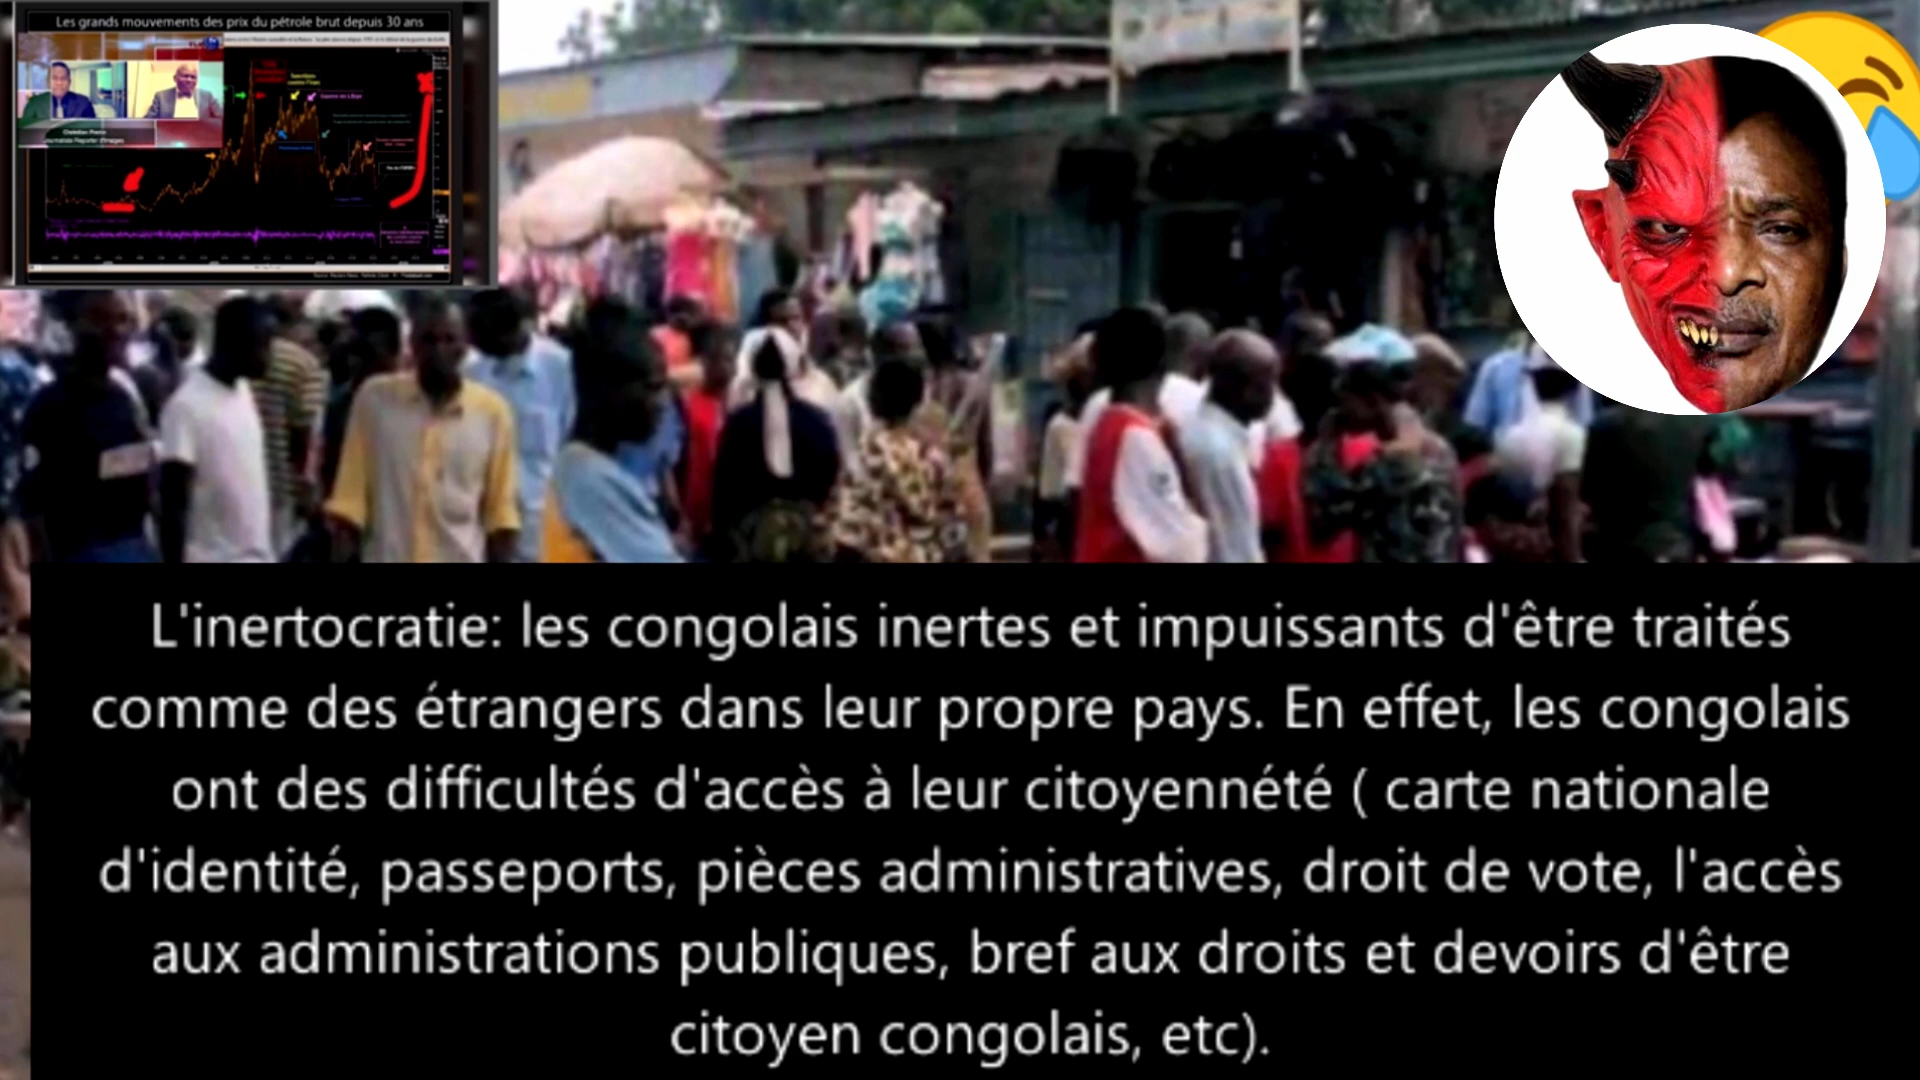 Les grands mouvements des prix du pétrole brut depuis 30 ans
L'inertocratie: les congolais inertes et impuissants d'être traités
comme des étrangers dans leur propre pays. En effet, les congolais
ont des difficultés d'accès à leur citoyennété ( carte nationale
d'identité, passeports, pièces administratives, droit de vote, l'accès
aux administrations publiques, bref aux droits et devoirs d'être
citoyen congolais, etc).